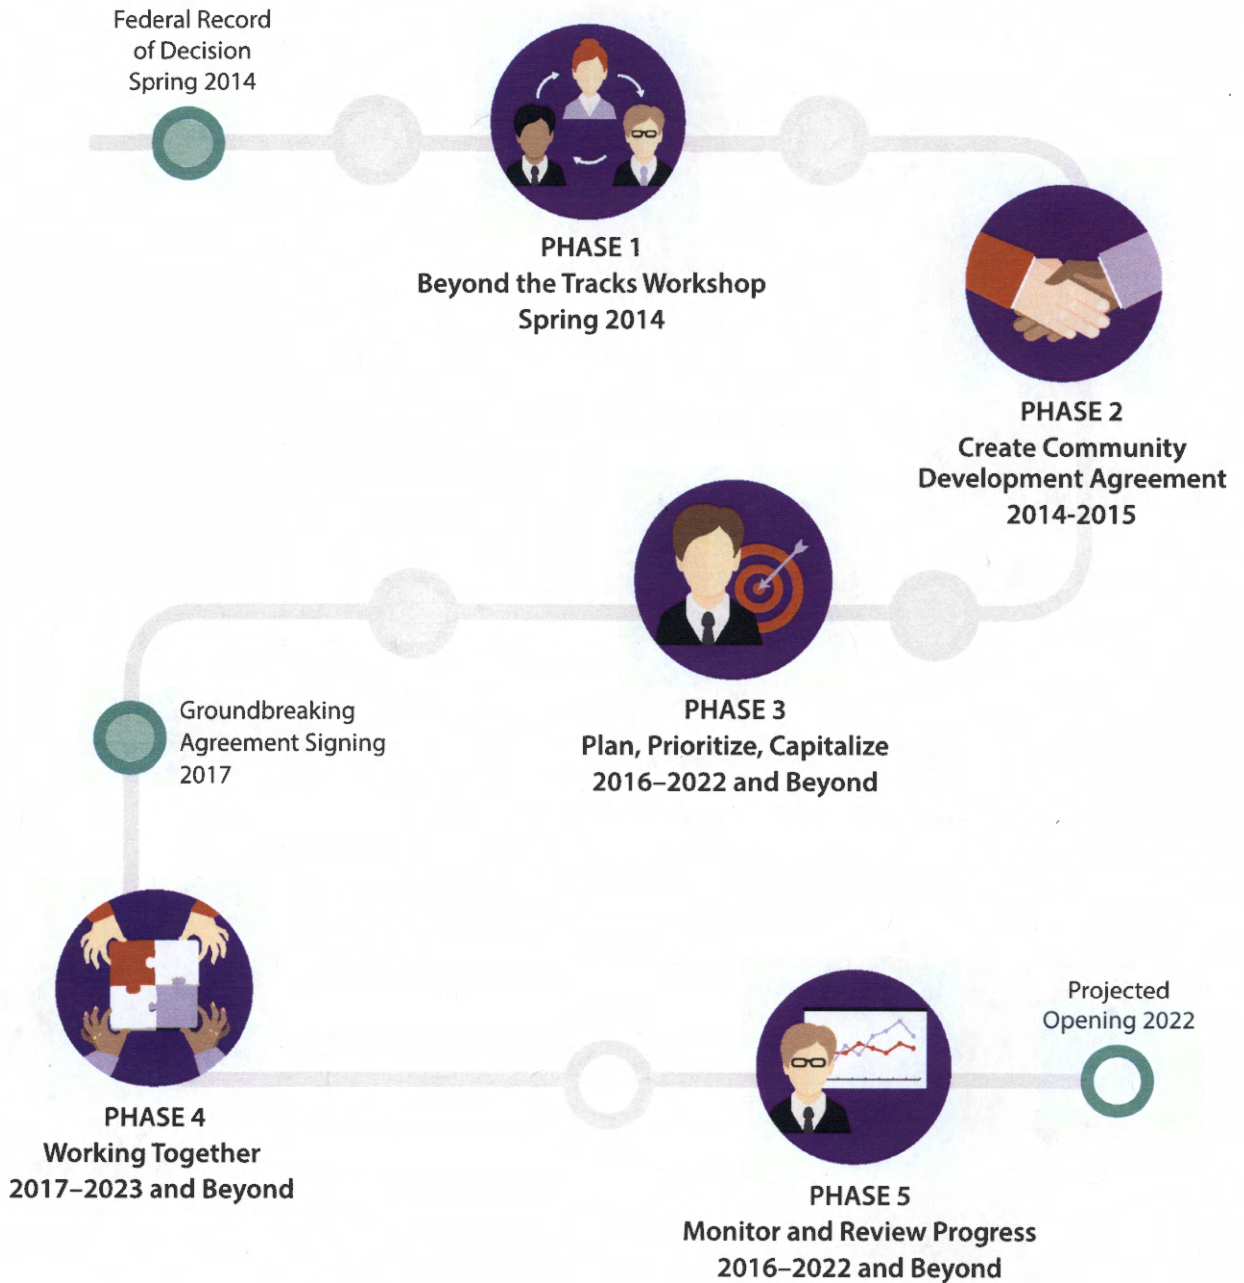 Federal Record
of Decision
Spring 2014
PHASE 1
Beyond the Tracks Workshop
Spring 2014
PHASE 2
Create Community
Development Agreement
2014-2015
PHASE 3
Plan, Prioritize, Capitalize
2016–2022 and Beyond
Groundbreaking
Agreement Signing
2017
PHASE 4
Working Together
2017–2023 and Beyond
PHASE 5
Monitor and Review Progress
2016–2022 and Beyond
Projected
Opening 2022